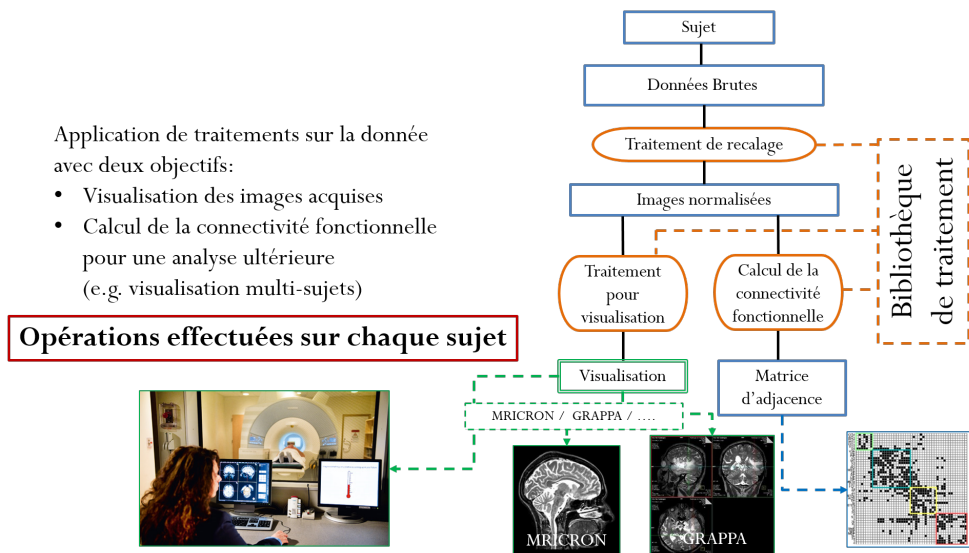 Sujet
Données Brutes
Traitement de recalage
Images normalisées
Traitement
pour
visualisation
Calcul de la
connectivité
fonctionnelle
Bibliothèque
de traitement
Application de traitements sur la donnée
avec deux objectifs:
• Visualisation des images acquises
• Calcul de la connectivité fonctionnelle
pour une analyse ultérieure
(e.g. visualisation multi-sujets)
Opérations effectuées sur chaque sujet
Visualisation
Matrice
d'adjacence
MRICRON / GRAPPA / ....
MRICRON
GRAPPA